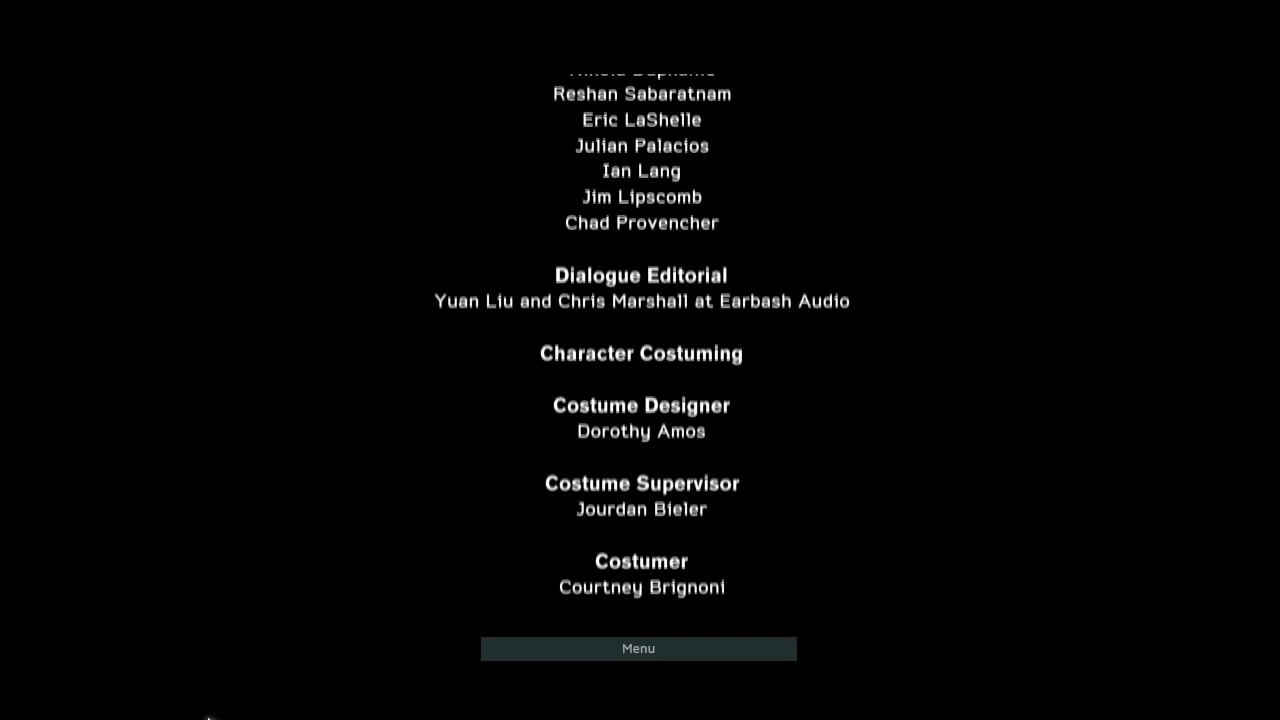 Reshan Sabaratnam
Eric LaShelle
Julian Palacios
Ian Lang
Jim Lipscomb
Chad Provencher
Dialogue Editorial
Yuan Liu and Chris Marshall at Earbash Audio
Character Costuming
Costume Designer
Dorothy Amos
Costume Supervisor
Jourdan Bieler
Costumer
Courtney Brignoni
Menu